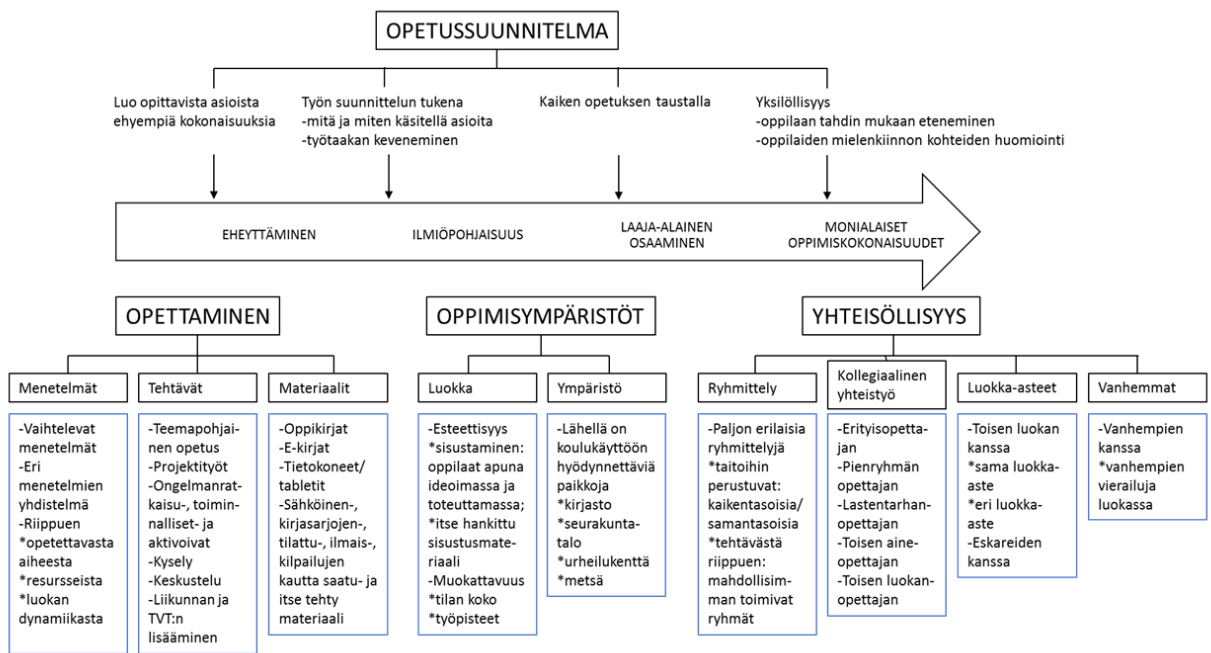 OPETUSSUUNNITELMA
Luo opittavista asioista
ehyempiä kokonaisuuksia
Työn suunnittelun tukena
-mitä ja miten käsitellä asioita
-työtaakan keveneminen
Kaiken opetuksen taustalla
Yksilöllisyys
-oppilaan tahdin mukaan eteneminen
-oppilaiden mielenkiinnon kohteiden huomiointi
EHEYTTÄMINEN
ILMIÖPOHJAISUUS
LAAJA-ALAINEN
OSAAMINEN
MONIALAISET
OPPIMISKOKONAISUUDET
OPETTAMINEN
Menetelmät
-Vaihtelevat
menetelmät
-Eri
menetelmien
yhdistelmä
-Riippuen
*opetettavasta
aiheesta
*resursseista
*luokan
dynamiikasta
Tehtävät
-Teemapohja-
inen opetus
-Projektityöt
-Ongelmanrat-
kaisu-, toimin-
nalliset- ja
aktivoivat
-Kysely
-Keskustelu
-Liikunnan ja
TVT:n
lisääminen
Materiaalit
-Oppikirjat
-E-kirjat
-Tietokoneet/
tabletit
-Sähköinen-,
kirjasarjojen-,
tilattu-, ilmais-,
kilpailujen
kautta saatu- ja
itse tehty
materiaali
OPPIMISYMPÄRISTÖT
Luokka
-Esteettisyys
*sisustaminen:
oppilaat apuna
ideoimassa ja
toteuttamassa;
*itse hankittu
sisustusmate-
riaali
-Muokattavuus
*tilan koko
*työpisteet
Ympäristö
-Lähellä on
koulukäyttöön
hyödynnettäviä
paikkoja
*kirjasto
*seurakunta-
talo
*urheilukenttä
*metsä
YHTEISÖLLISYYS
Ryhmittely
-Paljon erilaisia
ryhmittelyjä
*taitoihin
perustuvat:
kaikentasoisia/
samantasoisia
*tehtävästä
riippuen:
mahdollisim-
man toimivat
ryhmät
Kollegiaalinen
yhteistyö
-Erityisopetta-
jan
-Pienryhmän
opettajan
-Lastentarhan-
opettajan
-Toisen aine-
opettajan
-Toisen luokan-
opettajan
Luokka-asteet
-Toisen luokan
kanssa
*sama luokka-
aste
*eri luokka-
aste
-Eskareiden
kanssa
Vanhemmat
-Vanhempien
kanssa
*vanhempien
vierailuja
luokassa